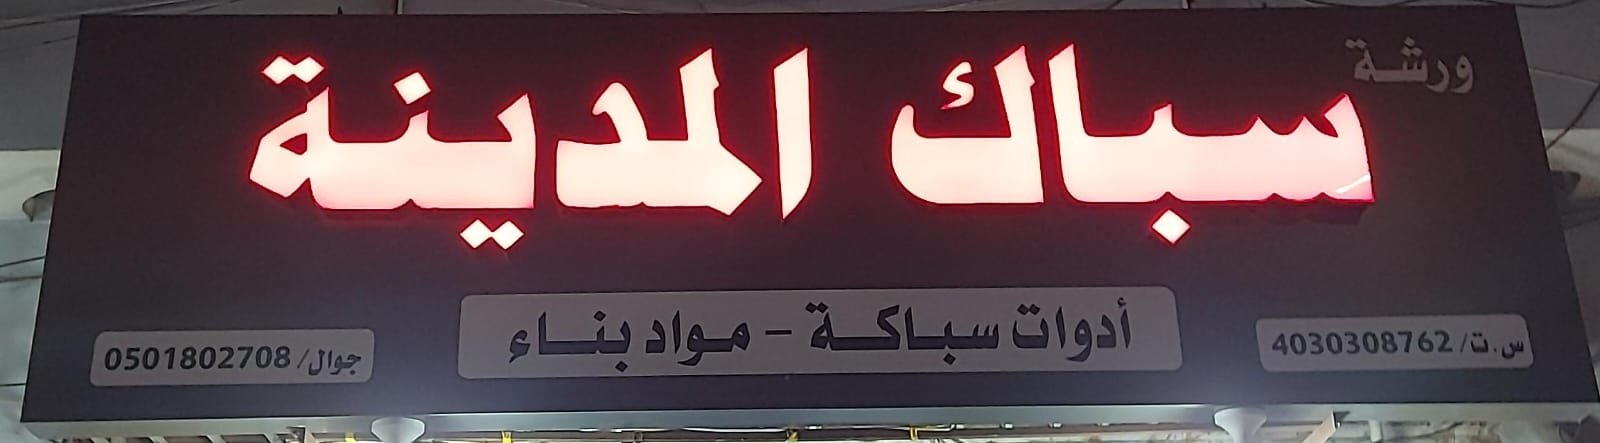 ورشة
سباك المدينة
أدوات سباكة - مواد بناء
س.ت/4030308762
جوال/0501802708